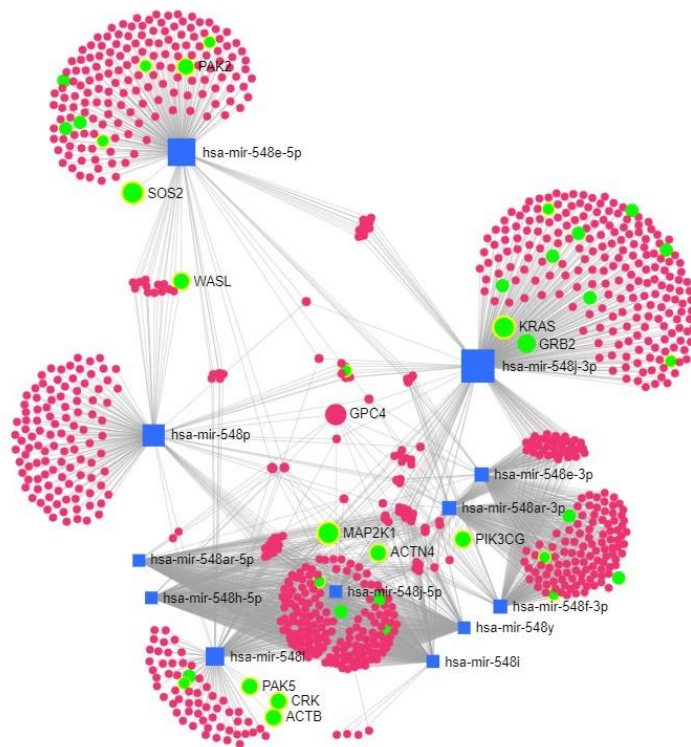 PAK2
hsa-mir-548e-5p
SOS2
WASL
KRAS
GRB2
hsa-mir-548j-3p
GPC4
hsa-mir-548p
hsa-mir-548e-3p
hsa-mir-548ar-3p
MAP2K1
PIK3CG
ACTN4
hsa-mir-548ar-5p
hsa-mir-548j-5p
hsa-mir-548h-5p
hsa-mir-548f-3p
hsa-mir-548y
hsa-mir-548l
hsa-mir-548i
PAK5
CRK
ACTB